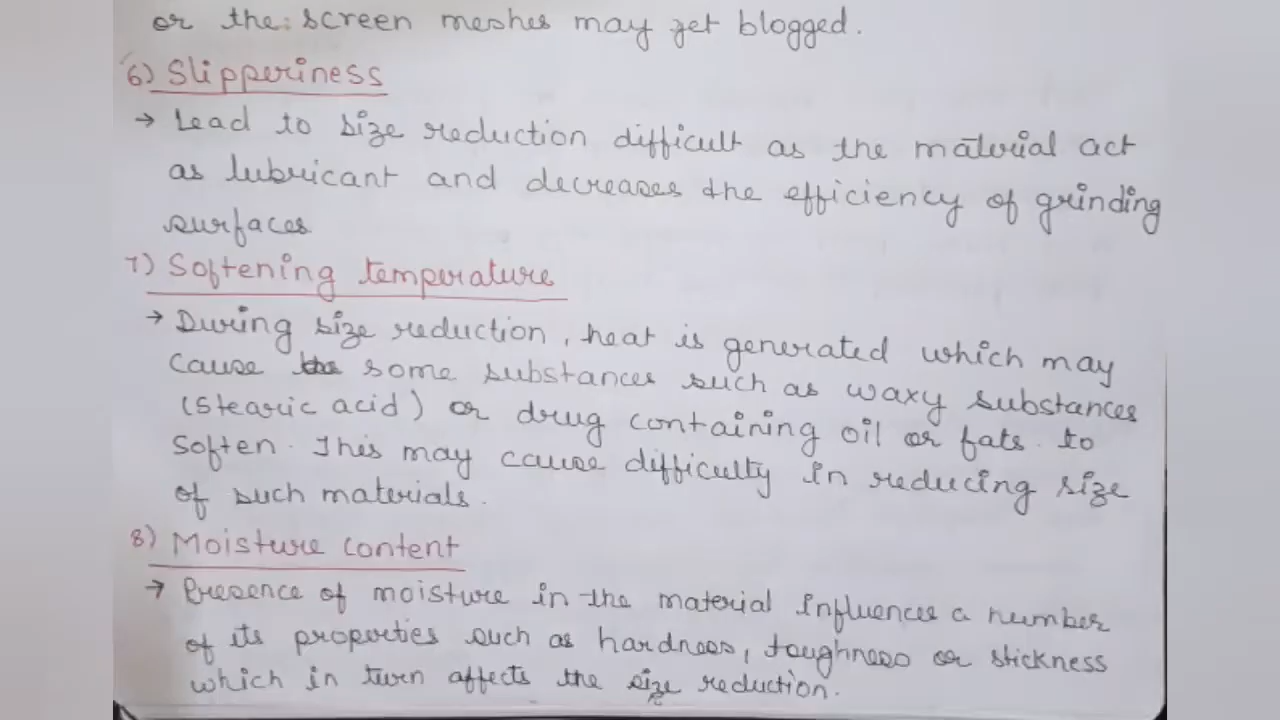 or the screen meshes may get blogged.
6) Slipperiness
→ Lead to size reduction difficult as the material act
as lubricant and decreases the efficiency of grinding
surfaces
7) Softening temperature
→ During size reduction, heat is generated which may
cause some substances such as waxy substances
(stearic acid) or drug containing oil or fats. to
soften. This may cause difficulty in reducing size
of such materials.
8) Moisture content
→ Presence of moisture in the material influences a number
of its properties such as hardness, toughness or stickness
which in turn affects the size reduction.